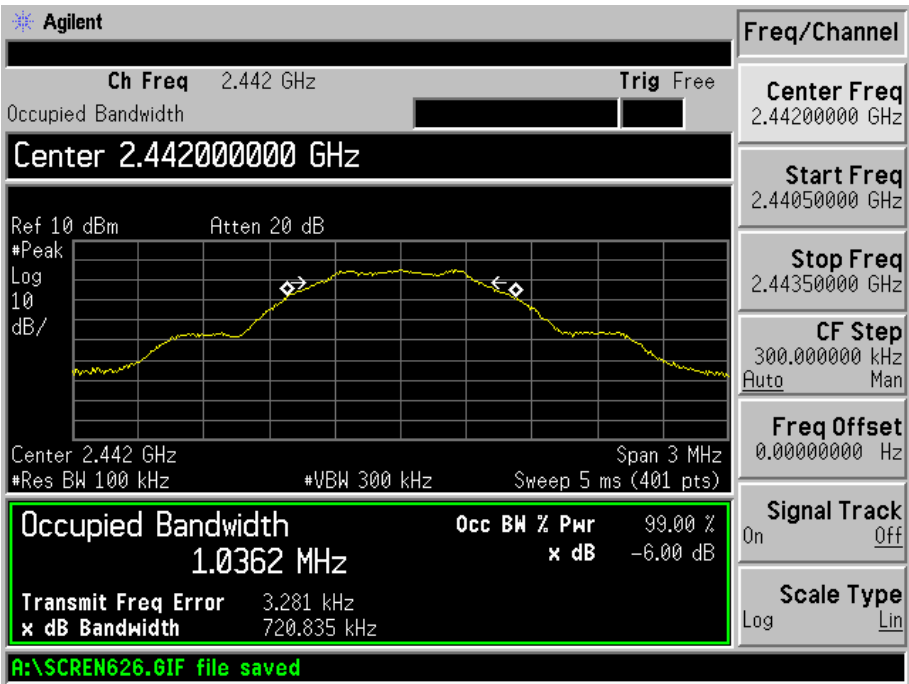 Agilent
Freq/Channel
Ch Freq 2.442 GHz Trig Free
Occupied Bandwidth
Center 2.442000000 GHz
Ref 10 dBm Atten 20 dB
#Peak
Log
10
dB/
Center 2.442 GHz Span 3 MHz
#Res BW 100 kHz #VBW 300 kHz Sweep 5 ms (401 pts)
Occupied Bandwidth Occ BW % Pwr 99.00 %
1.0362 MHz x dB -6.00 dB
Transmit Freq Error 3.281 kHz
x dB Bandwidth 720.835 kHz
A:\SCREN626.GIF file saved
Center Freq
2.44200000 GHz
Start Freq
2.44050000 GHz
Stop Freq
2.44350000 GHz
CF Step
300.000000 kHz
Auto Man
Freq Offset
0.00000000 Hz
Signal Track
On Off
Scale Type
Log Lin